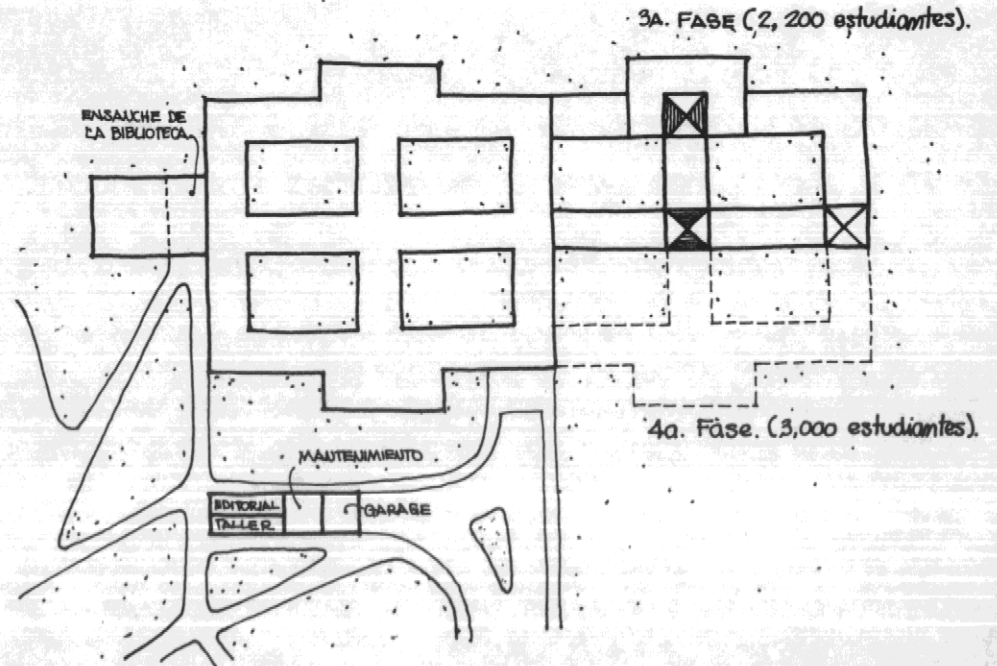 3A. FASE (2, 200 estudiantes).
ENSANCHE DE
LA BIBLIOTECA
4a. Fase. (3,000 estudiantes).
MANTENIMIENTO
EDITORIAL
GARAGE
TALLER